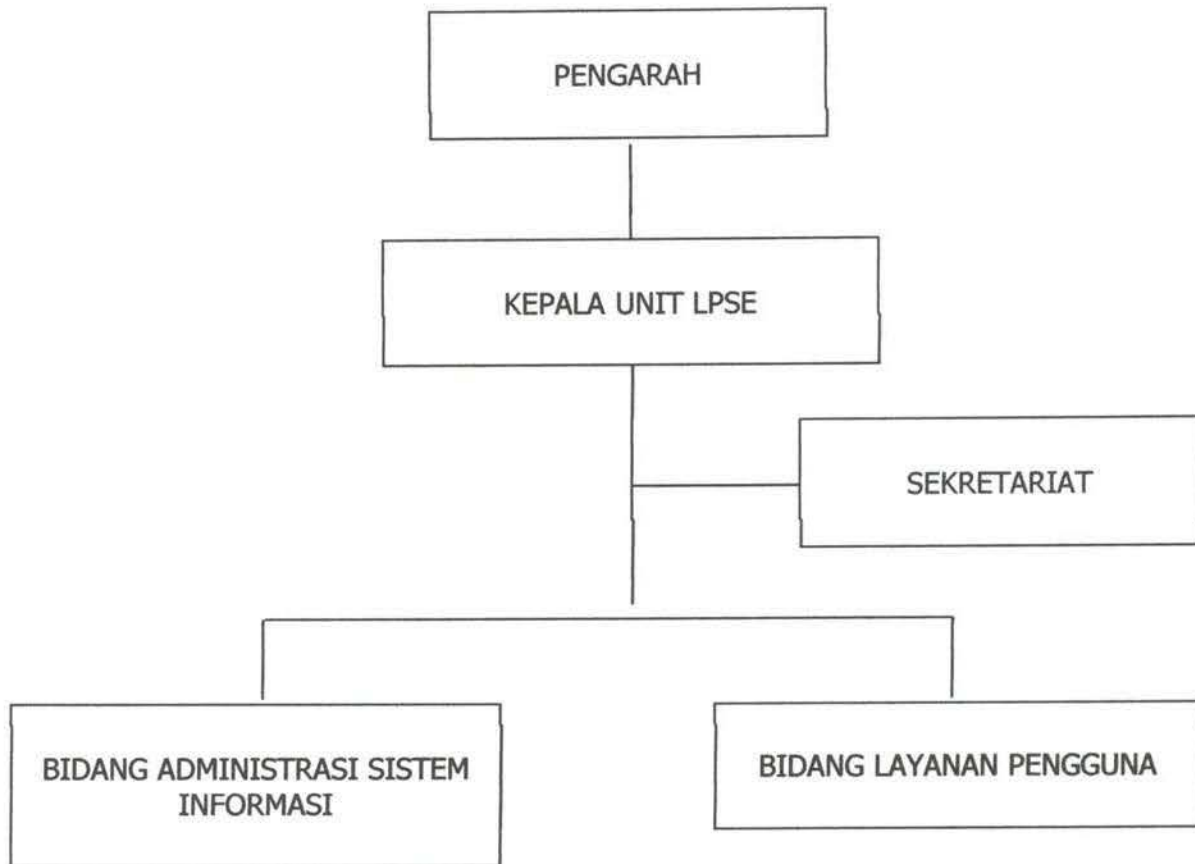 PENGARAH
KEPALA UNIT LPSE
SEKRETARIAT
BIDANG ADMINISTRASI SISTEM
INFORMASI
BIDANG LAYANAN PENGGUNA